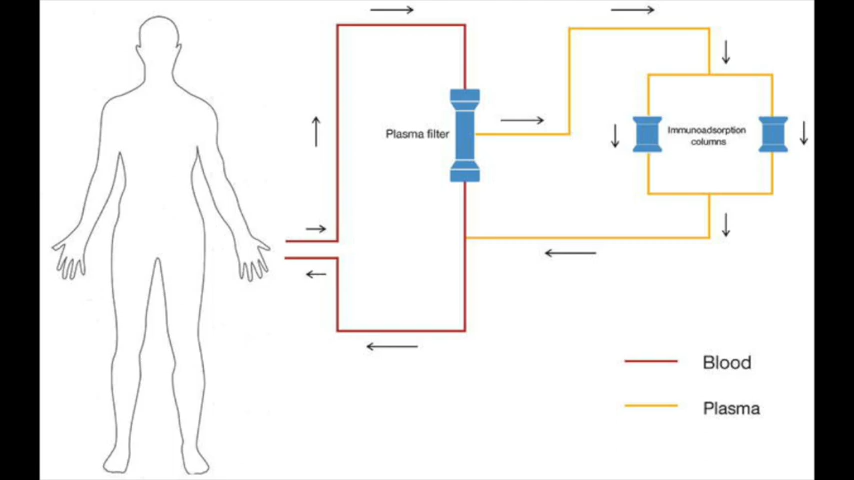 Plasma filter
Immunoadsorption
columns
Blood
Plasma